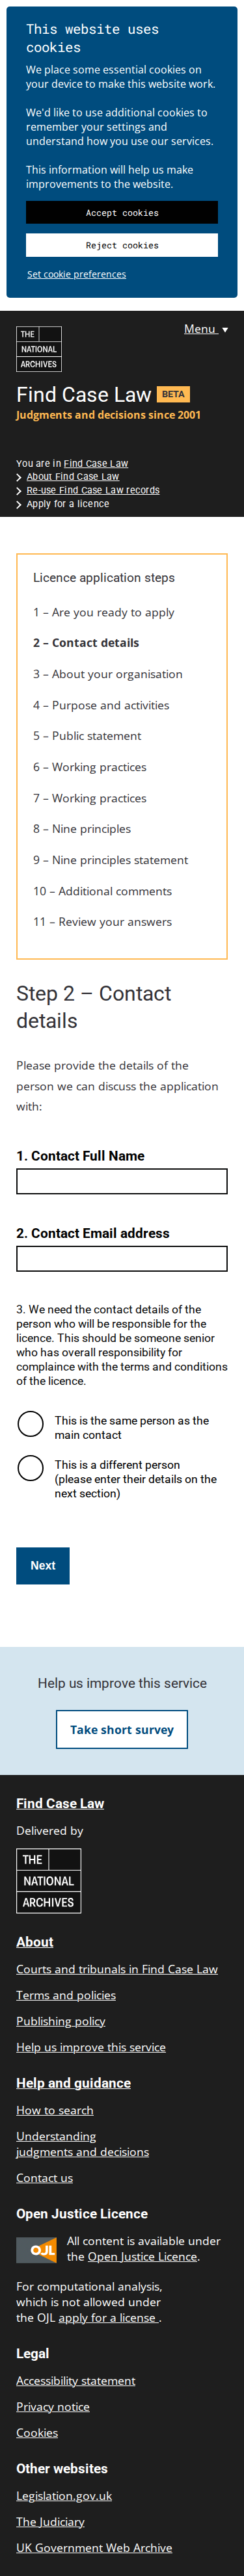 This website uses
cookies
We place some essential cookies on
your device to make this website work.
We'd like to use additional cookies to
remember your settings and
understand how you use our services.
This information will help us make
improvements to the website.
Accept cookies
Reject cookies
Set cookie preferences
Menu
THE
NATIONAL
ARCHIVES
Find Case Law BETA
Judgments and decisions since 2001
You are in Find Case Law
About Find Case Law
Re-use Find Case Law records
Apply for a licence
Licence application steps
1 – Are you ready to apply
2 – Contact details
3 – About your organisation
4 – Purpose and activities
5 – Public statement
6 – Working practices
7 – Working practices
8 – Nine principles
9 – Nine principles statement
10 – Additional comments
11 – Review your answers
Step 2 – Contact
details
Please provide the details of the
person we can discuss the application
with:
1. Contact Full Name
2. Contact Email address
3. We need the contact details of the
person who will be responsible for the
licence. This should be someone senior
who has overall responsibility for
complaince with the terms and conditions
of the licence.
This is the same person as the
main contact
This is a different person
(please enter their details on the
next section)
Next
Help us improve this service
Take short survey
Find Case Law
Delivered by
THE
NATIONAL
ARCHIVES
About
Courts and tribunals in Find Case Law
Terms and policies
Publishing policy
Help us improve this service
Help and guidance
How to search
Understanding
judgments and decisions
Contact us
Open Justice Licence
OJL
All content is available under
the Open Justice Licence.
For computational analysis,
which is not allowed under
the OJL apply for a license .
Legal
Accessibility statement
Privacy notice
Cookies
Other websites
Legislation.gov.uk
The Judiciary
UK Government Web Archive